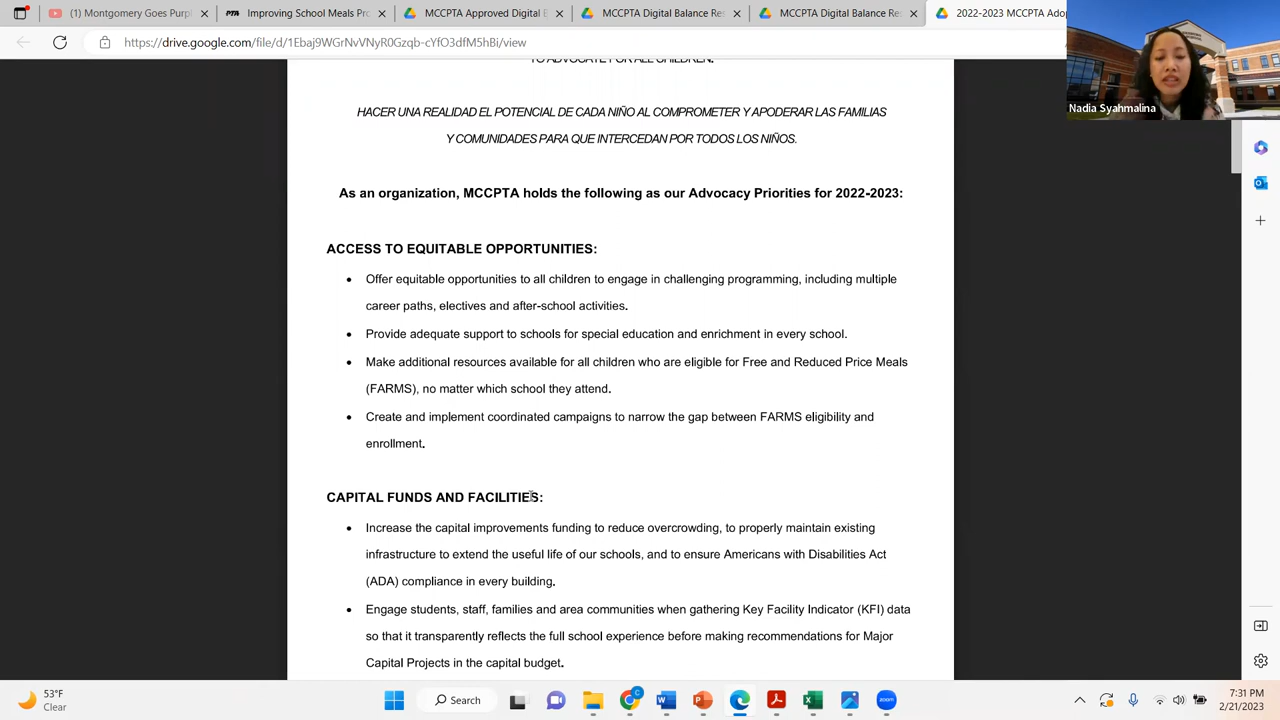 (1) Montgomery Goes Purp
Improving School Meals Pro
MCCPTA Approved Digital B
MCCPTA Digital Balance Res
MCCPTA Digital Balance Re
2022-2023 MCCPTA Ado
https://drive.google.com/file/d/1Ebaj9WGrNvVNyR0Gzqb-cYfO3dfM5hBi/view
TO ADVOCATE FOR ALL CHILDREN.
Nadia Syahmalina
HACER UNA REALIDAD EL POTENCIAL DE CADA NIÑO AL COMPROMETER Y APODERAR LAS FAMILIAS
Y COMUNIDADES PARA QUE INTERCEDAN POR TODOS LOS NIÑOS.
As an organization, MCCPTA holds the following as our Advocacy Priorities for 2022-2023:
ACCESS TO EQUITABLE OPPORTUNITIES:
• Offer equitable opportunities to all children to engage in challenging programming, including multiple
career paths, electives and after-school activities.
• Provide adequate support to schools for special education and enrichment in every school.
• Make additional resources available for all children who are eligible for Free and Reduced Price Meals
(FARMS), no matter which school they attend.
• Create and implement coordinated campaigns to narrow the gap between FARMS eligibility and
enrollment.
CAPITAL FUNDS AND FACILITIES:
• Increase the capital improvements funding to reduce overcrowding, to properly maintain existing
infrastructure to extend the useful life of our schools, and to ensure Americans with Disabilities Act
(ADA) compliance in every building.
• Engage students, staff, families and area communities when gathering Key Facility Indicator (KFI) data
so that it transparently reflects the full school experience before making recommendations for Major
Capital Projects in the capital budget.
53°F
Clear
Search
zoom
7:31 PM
2/21/2023